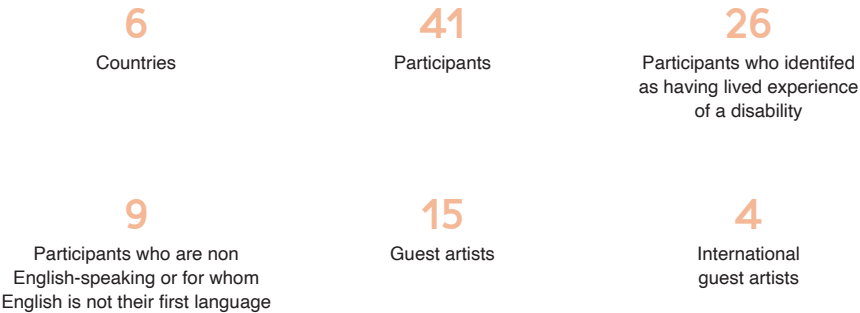 6
Countries
41
Participants
26
Participants who identifed
as having lived experience
of a disability
9
Participants who are non
English-speaking or for whom
English is not their first language
15
Guest artists
4
International
guest artists